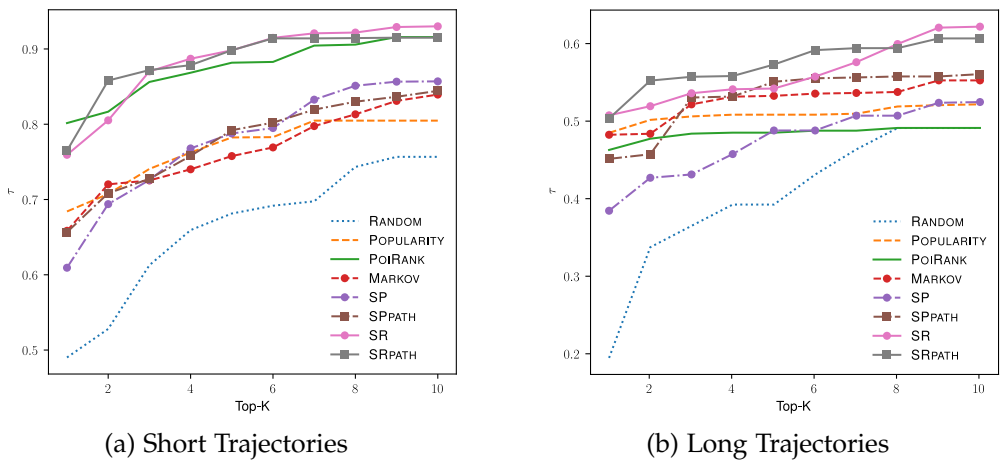 0.9
0.8
0.7
0.6
0.5
τ
2
4
6
8
10
Top-K
RANDOM
POPULARITY
POIRANK
MARKOV
SP
SPPATH
SR
SRPATH
(a) Short Trajectories
0.6
0.5
0.4
0.3
0.2
τ
2
4
6
8
10
Top-K
RANDOM
POPULARITY
POIRANK
MARKOV
SP
SPPATH
SR
SRPATH
(b) Long Trajectories